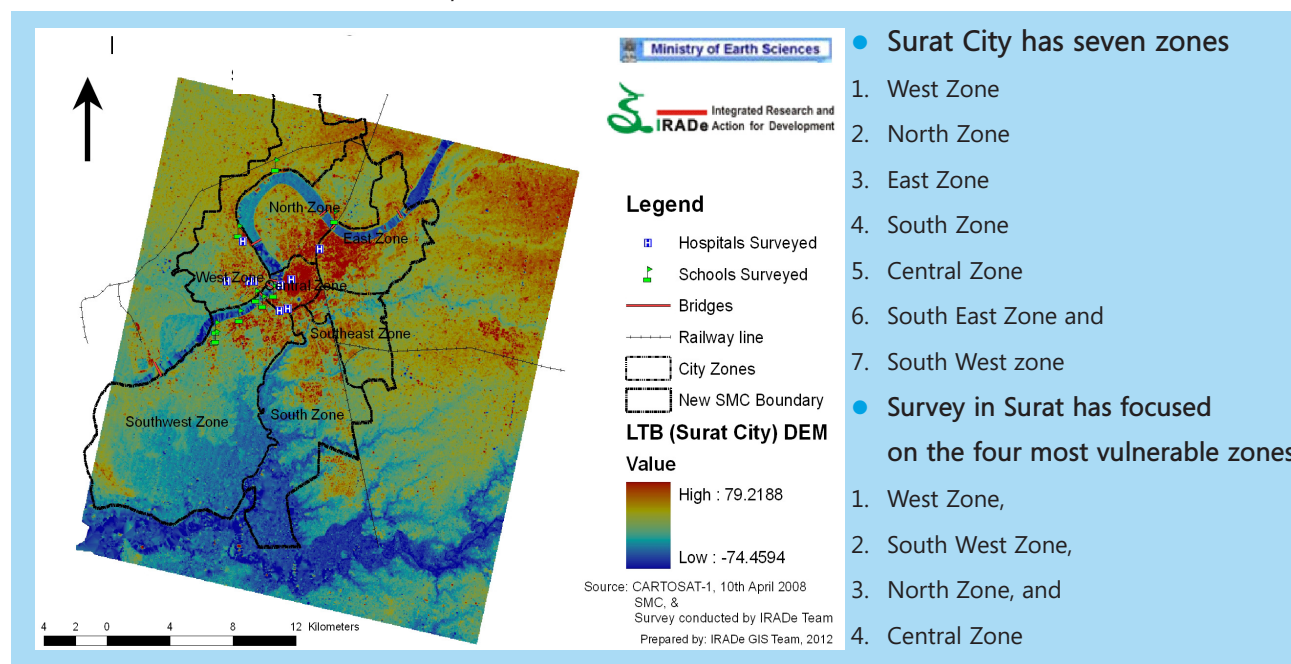 Ministry of Earth Sciences
IRADe
Integrated Research and
Action for Development
North Zone
East Zone
West Zone
Central Zone
Southeast Zone
Southwest Zone
South Zone
Legend
Hospitals Surveyed
Schools Surveyed
Bridges
Railway line
City Zones
New SMC Boundary
LTB (Surat City) DEM
Value
High : 79.2188
Low : -74.4594
Source: CARTOSAT-1, 10th April 2008
SMC, &
Survey conducted by IRADe Team
Prepared by: IRADe GIS Team, 2012
4 2 0 4 8 12 Kilometers
● Surat City has seven zones
1. West Zone
2. North Zone
3. East Zone
4. South Zone
5. Central Zone
6. South East Zone and
7. South West zone
● Survey in Surat has focused
on the four most vulnerable zones
1. West Zone,
2. South West Zone,
3. North Zone, and
4. Central Zone